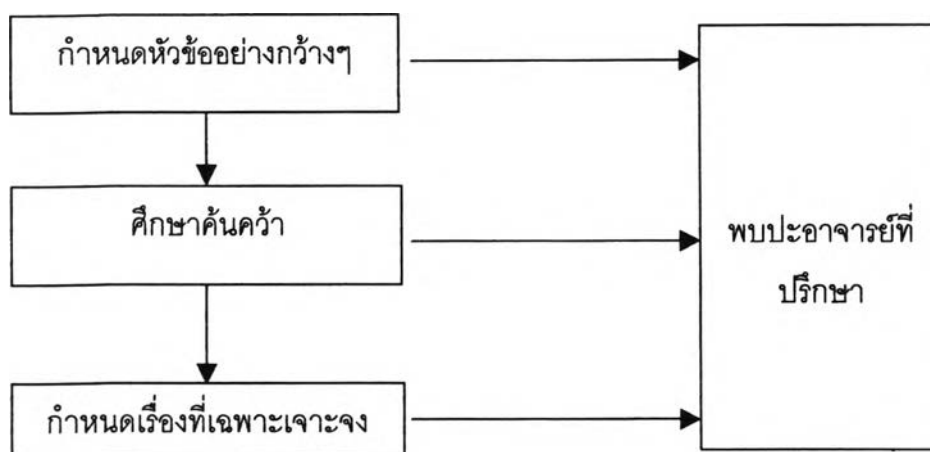 กำหนดหัวข้ออย่างกว้างๆ
ศึกษาค้นคว้า
กำหนดเรื่องที่เฉพาะเจาะจง
พบปะอาจารย์ที่
ปรึกษา